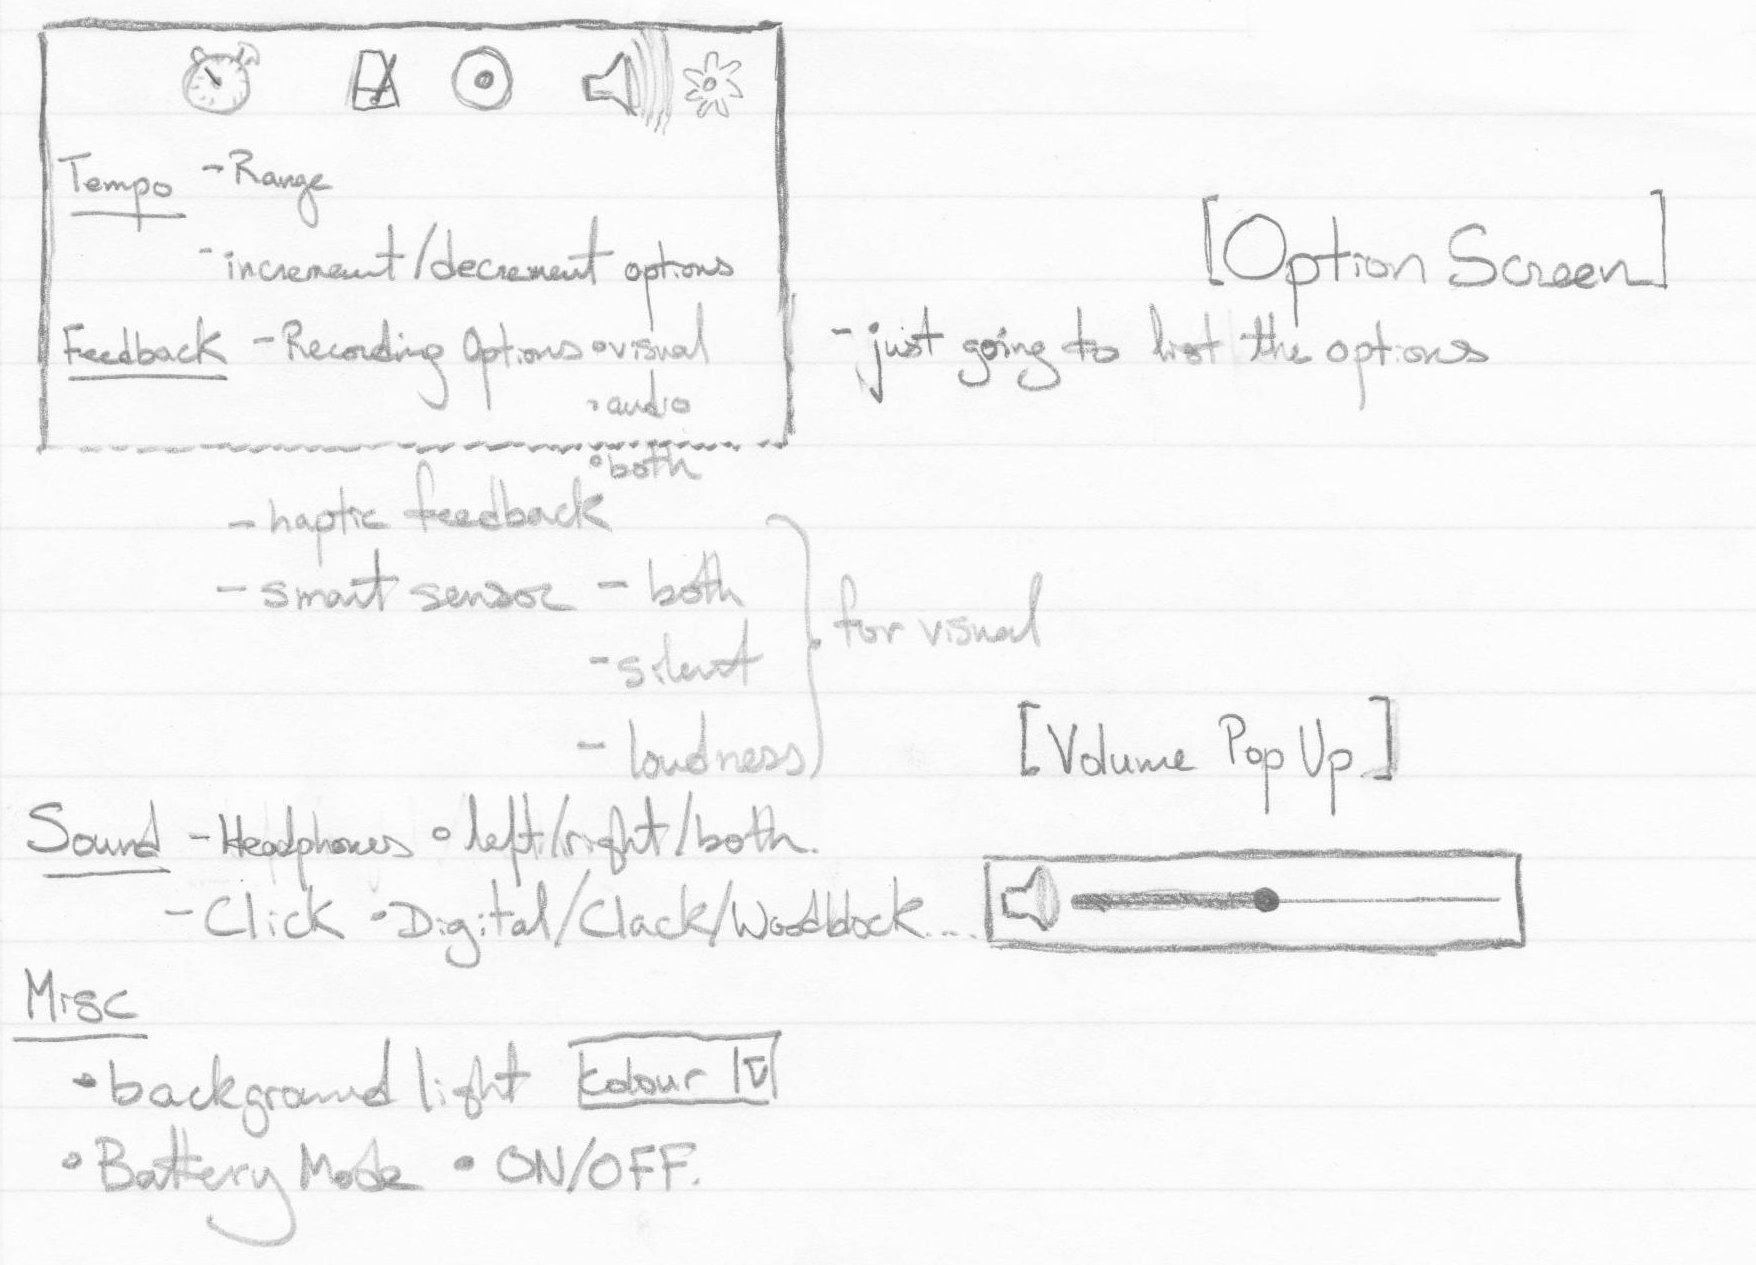 Tempo - Range
- increment/decrement options
[Option Screen]
Feedback - Recording Options • visual
- just going to list the options
• audio
• both
- haptic feedback
- smart sensor - both
- silent
- loudness
for visual
[Volume Pop Up]
Sound - Headphones • left/right/both.
- Click • Digital/Clack/Woodblock....
Misc
• background light colour
• Battery Mode • ON/OFF.